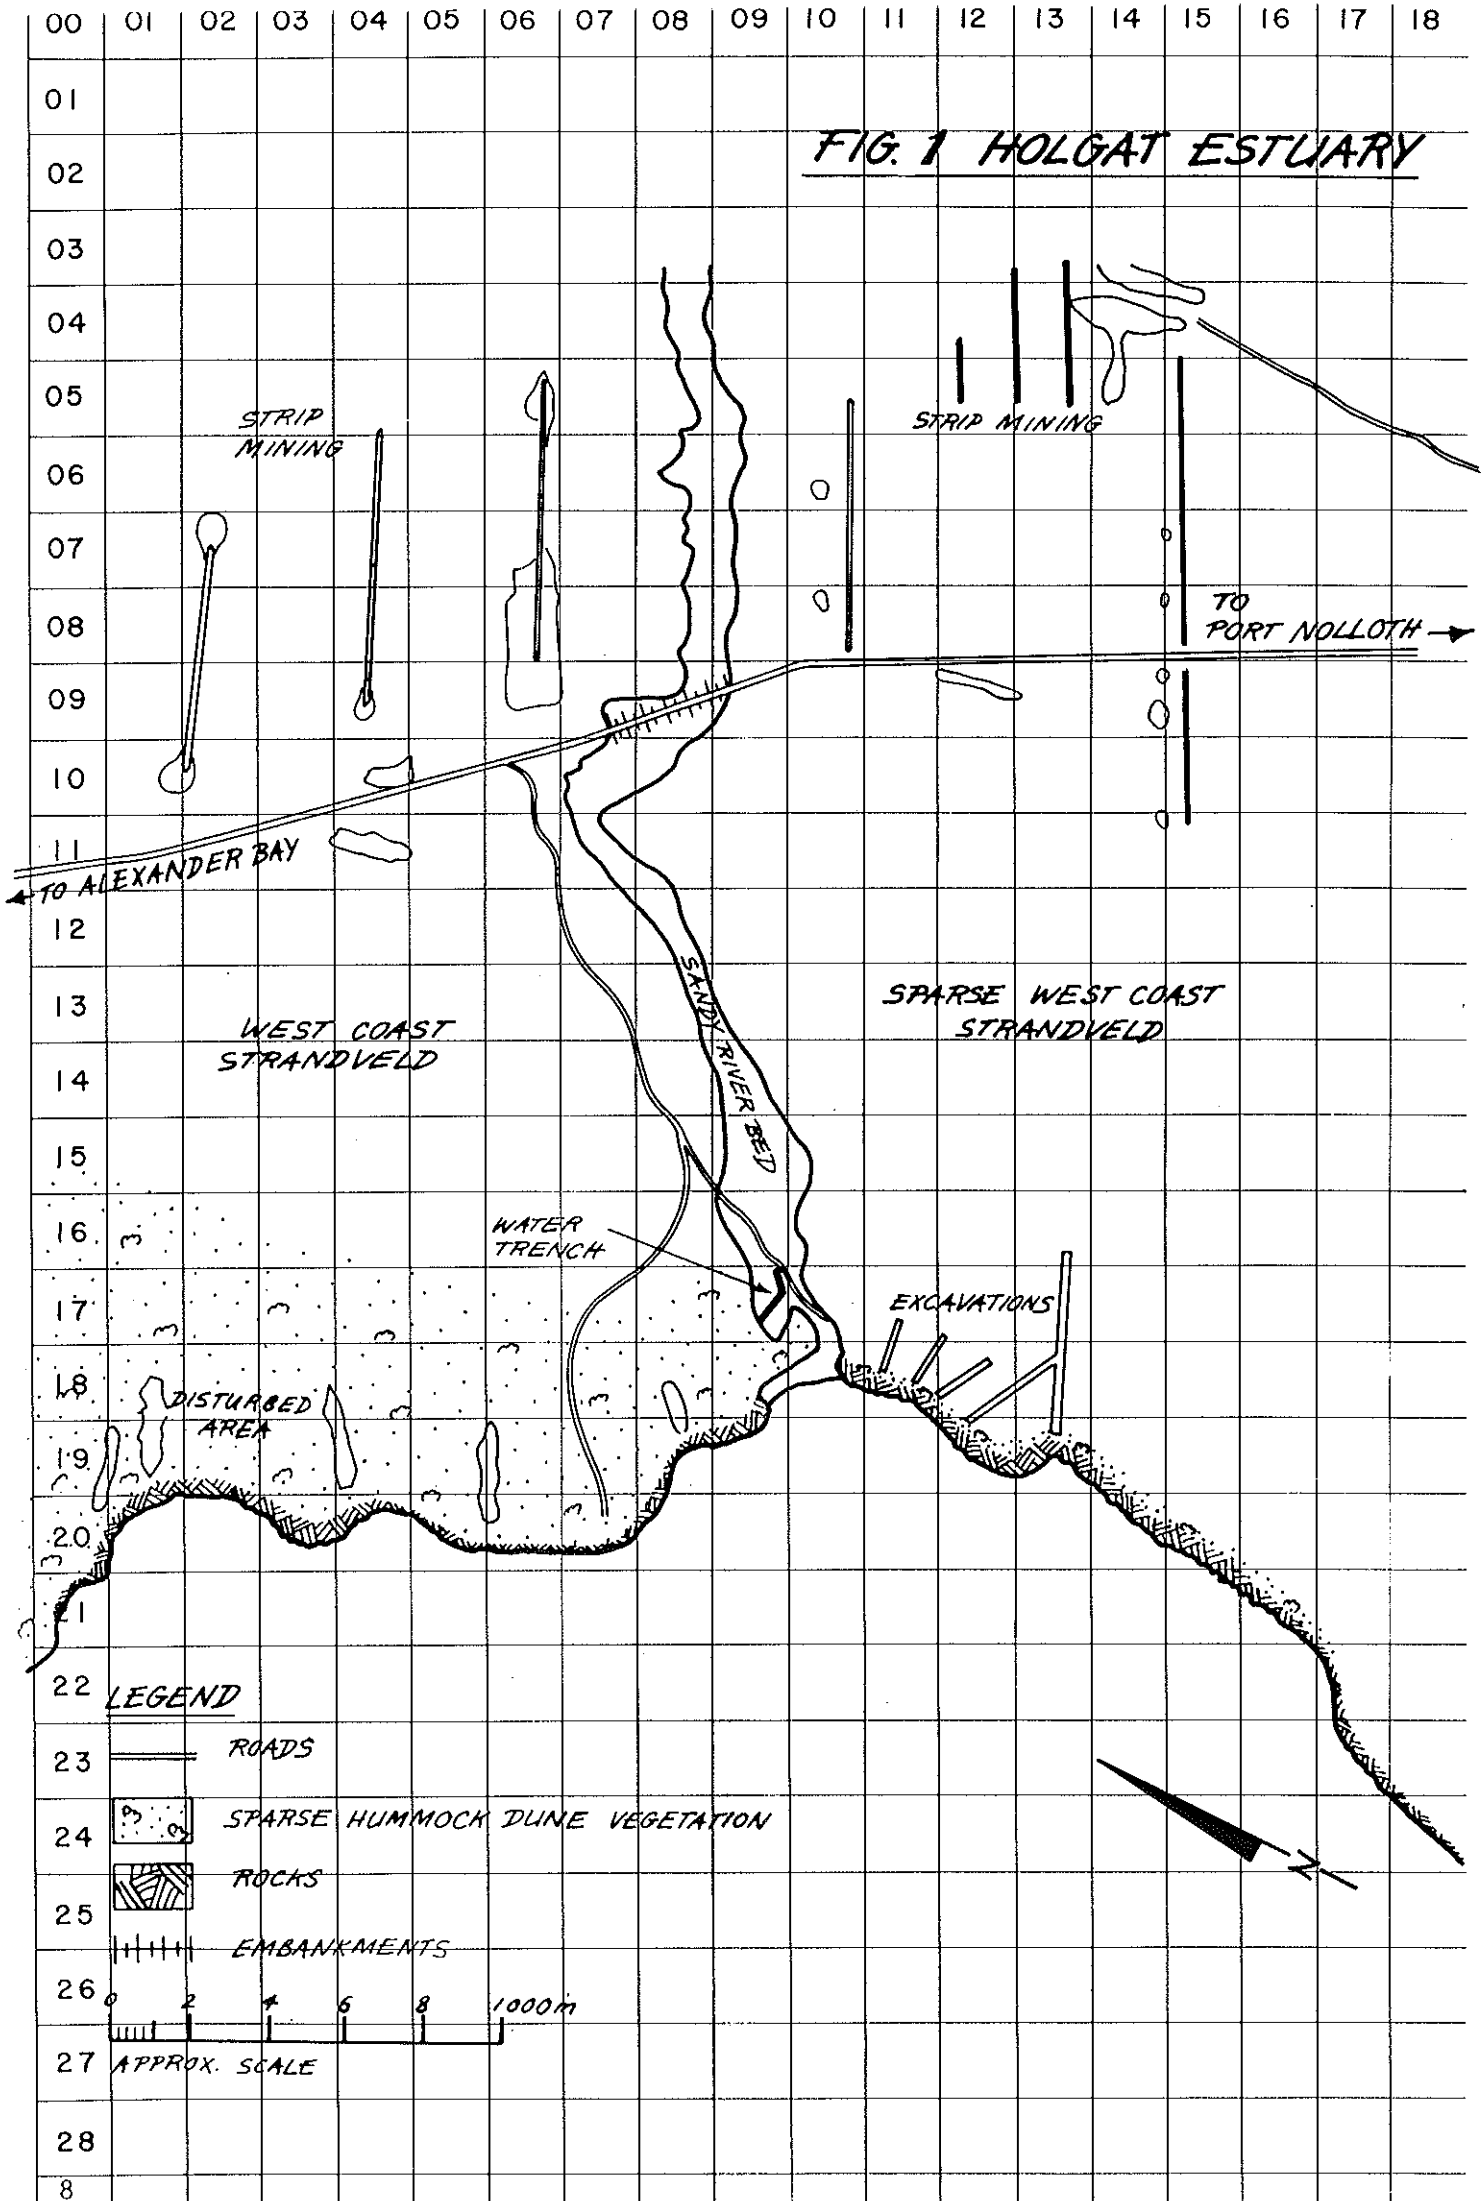 00 01 02 03 04 05 06 07 08 09 10 11 12 13 14 15 16 17 18
01
FIG. 1 HOLGAT ESTUARY
02
03
04
05
STRIP
MINING
STRIP MINING
06
07
08
TO
PORT NOLLOTH
09
10
11
TO ALEXANDER BAY
12
13
WEST COAST
STRANDVELD
SANDY RIVER BED
SPARSE WEST COAST
STRANDVELD
14
15
16
WATER
TRENCH
17
EXCAVATIONS
18
DISTURBED
AREA
19
20
21
22
LEGEND
23
ROADS
24
SPARSE HUMMOCK DUNE VEGETATION
ROCKS
N
25
EMBANKMENTS
26
0 2 4 6 8 1000m
27
APPROX. SCALE
28
8